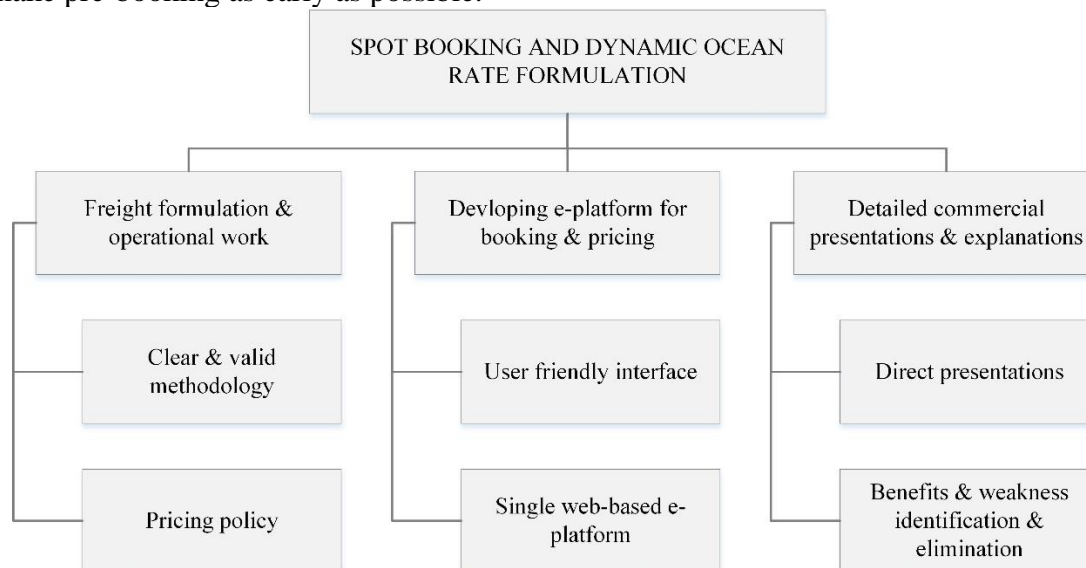 make pre-booking as early as possible.
SPOT BOOKING AND DYNAMIC OCEAN
RATE FORMULATION
Freight formulation &
operational work
Devloping e-platform for
booking & pricing
Detailed commercial
presentations & explanations
Clear & valid
methodology
User friendly interface
Direct presentations
Pricing policy
Single web-based e-
platform
Benefits & weakness
identification &
elimination